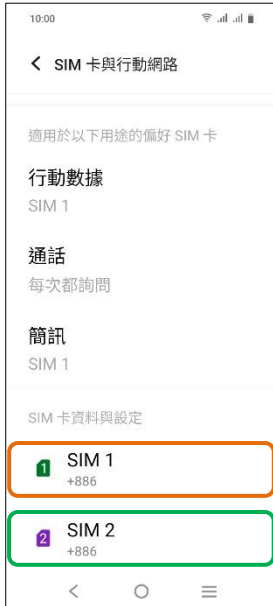 10:00
SIM 卡與行動網路
適用於以下用途的偏好 SIM 卡
行動數據
SIM 1
通話
每次都詢問
簡訊
SIM 1
SIM 卡資料與設定
1 SIM 1
+886
2 SIM 2
+886